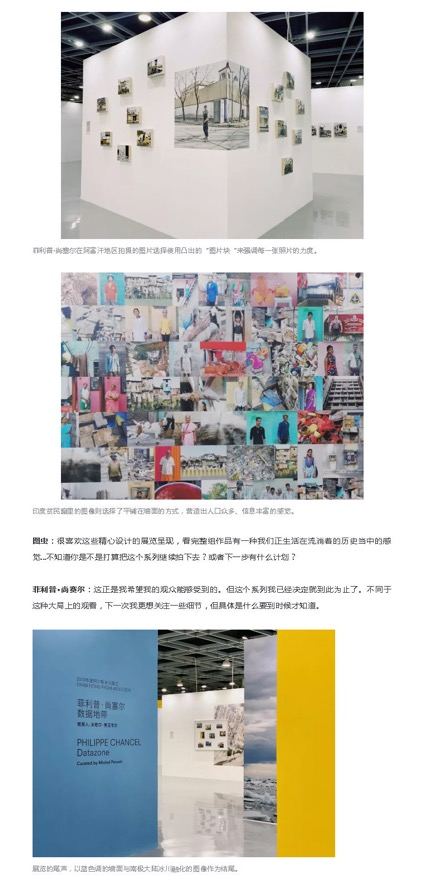 菲利普·尚塞尔在阿富汗地区拍摄的图片选择使用凸出的“图片块“来强调每一张照片的力度。
印度贫民窟里的图像则选择了平铺在墙面的方式，营造出人口众多、信息丰富的感觉。
图虫：很喜欢这些精心设计的展览呈现，看完整组作品有一种我们正生活在流淌着的历史当中的感
觉...不知道你是不是打算把这个系列继续拍下去？或者下一步有什么计划？
菲利普·尚赛尔：这正是我希望我的观众能感受到的。但这个系列我已经决定就到此为止了。不同于
这种大局上的观看，下一次我更想关注一些细节，但具体是什么要到时候才知道。
菲利普·尚塞尔
数据地带
PHILIPPE CHANCEL
Datazone
Curated by Michel Poivert
展览的尾声，以蓝色调的墙面与南极大陆冰川融化的图像作为结尾。